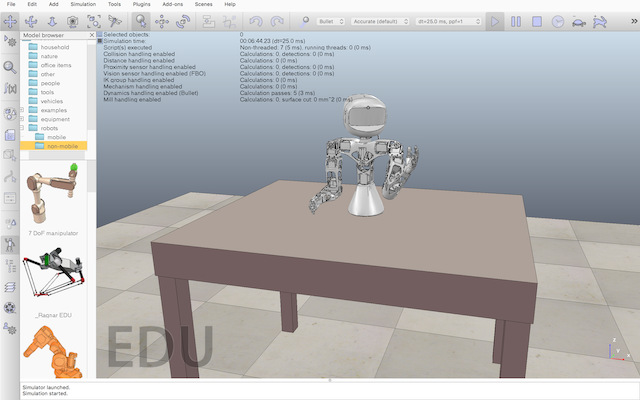 File Edit Add Simulation Tools Plugins Add-ons Scenes Help
Bullet Accurate (default) dt=25.0 ms, ppf=1
Model browser
household
nature
office items
other
people
tools
vehicles
examples
equipment
robots
mobile
non-mobile
7 DoF manipulator
_Ragnar EDU
Selected objects: 0
Simulation time: 00:06:44.23 (dt=25.0 ms)
Script(s) executed Non-threaded: 7 (5 ms), running threads: 0 (0 ms)
Collision handling enabled Calculations: 0, detections: 0 (0 ms)
Distance handling enabled Calculations: 0 (0 ms)
Proximity sensor handling enabled Calculations: 0, detections: 0 (0 ms)
Vision sensor handling enabled (FBO) Calculations: 0, detections: 0 (0 ms)
IK group handling enabled Calculations: 0 (0 ms)
Mechanism handling enabled Calculations: 0 (0 ms)
Dynamics handling enabled (Bullet) Calculation passes: 5 (3 ms)
Mill handling enabled Calculations: 0, surface cut: 0 mm^2 (0 ms)
EDU
z
y
x
Simulator launched.
Simulation started.